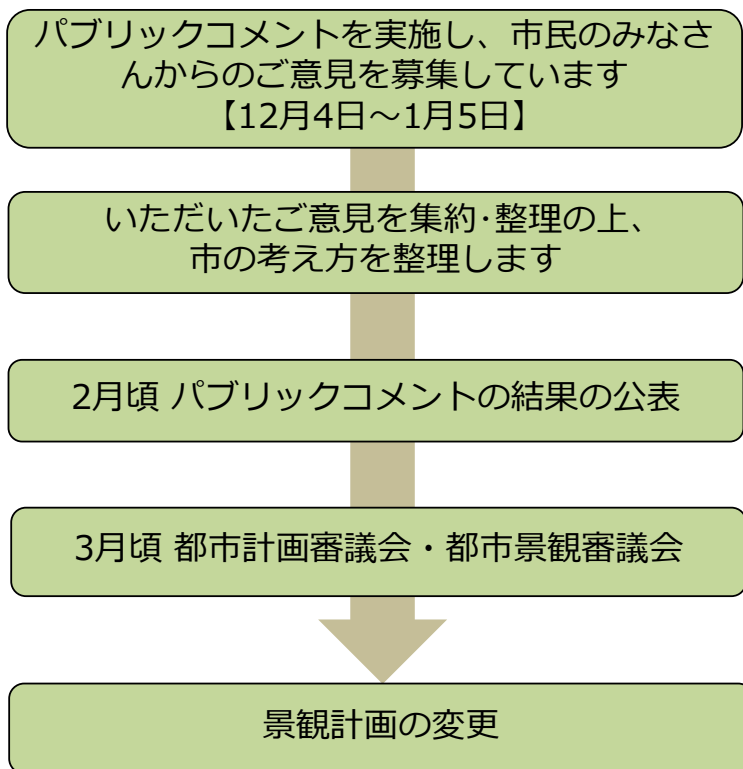 パブリックコメントを実施し、市民のみなさ
んからのご意見を募集しています
【12月4日～1月5日】
いただいたご意見を集約･整理の上、
市の考え方を整理します
2月頃 パブリックコメントの結果の公表
3月頃 都市計画審議会・都市景観審議会
景観計画の変更